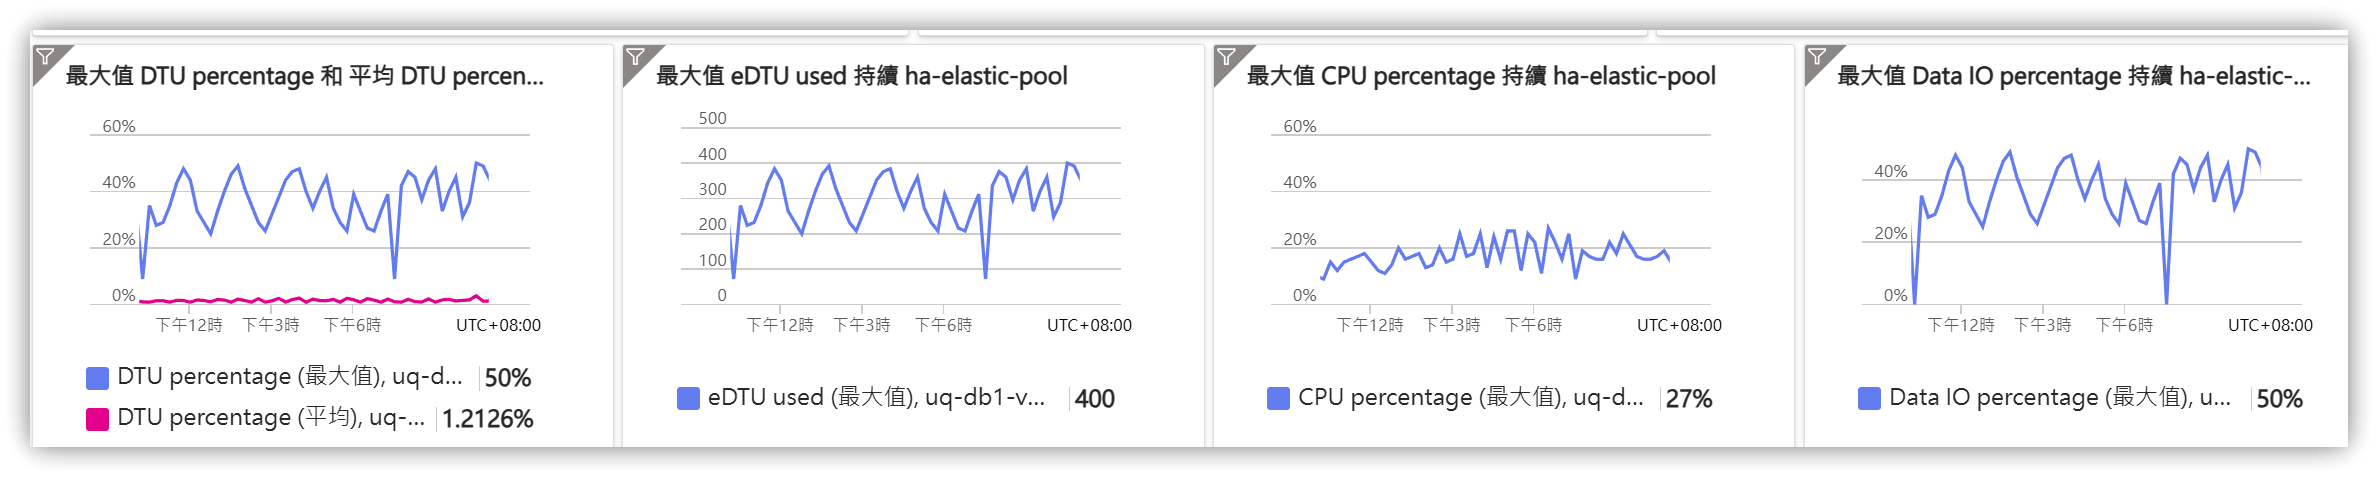 最大值 DTU percentage 和 平均 DTU percen...
60%
40%
20%
0%
下午12時
下午3時
下午6時
UTC+08:00
DTU percentage (最大值), uq-d...
50%
DTU percentage (平均), uq-...
1.2126%
最大值 eDTU used 持續 ha-elastic-pool
500
400
300
200
100
0
下午12時
下午3時
下午6時
UTC+08:00
eDTU used (最大值), uq-db1-v...
400
最大值 CPU percentage 持續 ha-elastic-pool
60%
40%
20%
0%
下午12時
下午3時
下午6時
UTC+08:00
CPU percentage (最大值), uq-d...
27%
最大值 Data IO percentage 持續 ha-elastic-...
40%
20%
0%
下午12時
下午3時
下午6時
UTC+08:00
Data IO percentage (最大值), u...
50%